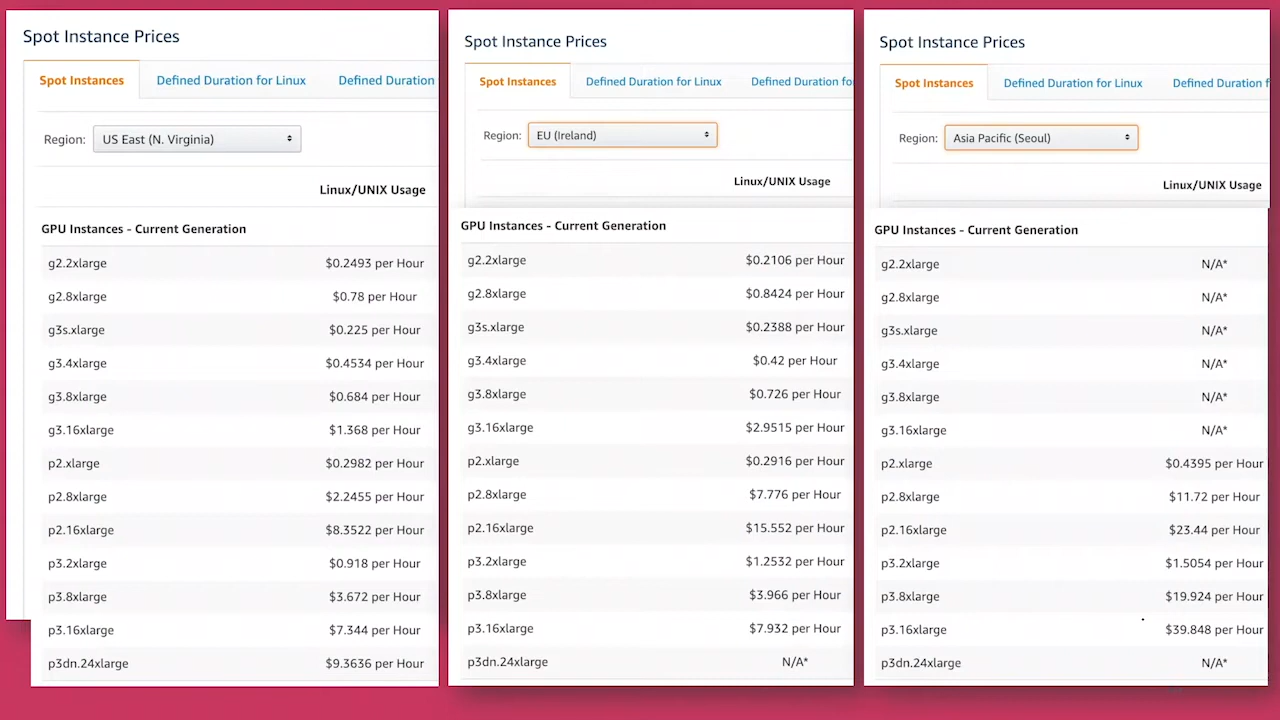 Spot Instance Prices
Spot Instances Defined Duration for Linux Defined Duration
Region: US East (N. Virginia)
Linux/UNIX Usage
GPU Instances - Current Generation
g2.2xlarge $0.2493 per Hour
g2.8xlarge $0.78 per Hour
g3s.xlarge $0.225 per Hour
g3.4xlarge $0.4534 per Hour
g3.8xlarge $0.684 per Hour
g3.16xlarge $1.368 per Hour
p2.xlarge $0.2982 per Hour
p2.8xlarge $2.2455 per Hour
p2.16xlarge $8.3522 per Hour
p3.2xlarge $0.918 per Hour
p3.8xlarge $3.672 per Hour
p3.16xlarge $7.344 per Hour
p3dn.24xlarge $9.3636 per Hour
Spot Instance Prices
Spot Instances Defined Duration for Linux Defined Duration fo
Region: EU (Ireland)
Linux/UNIX Usage
GPU Instances - Current Generation
g2.2xlarge $0.2106 per Hour
g2.8xlarge $0.8424 per Hour
g3s.xlarge $0.2388 per Hour
g3.4xlarge $0.42 per Hour
g3.8xlarge $0.726 per Hour
g3.16xlarge $2.9515 per Hour
p2.xlarge $0.2916 per Hour
p2.8xlarge $7.776 per Hour
p2.16xlarge $15.552 per Hour
p3.2xlarge $1.2532 per Hour
p3.8xlarge $3.966 per Hour
p3.16xlarge $7.932 per Hour
p3dn.24xlarge N/A*
Spot Instance Prices
Spot Instances Defined Duration for Linux Defined Duration f
Region: Asia Pacific (Seoul)
Linux/UNIX Usage
GPU Instances - Current Generation
g2.2xlarge N/A*
g2.8xlarge N/A*
g3s.xlarge N/A*
g3.4xlarge N/A*
g3.8xlarge N/A*
g3.16xlarge N/A*
p2.xlarge $0.4395 per Hour
p2.8xlarge $11.72 per Hour
p2.16xlarge $23.44 per Hour
p3.2xlarge $1.5054 per Hour
p3.8xlarge $19.924 per Hour
p3.16xlarge $39.848 per Hour
p3dn.24xlarge N/A*